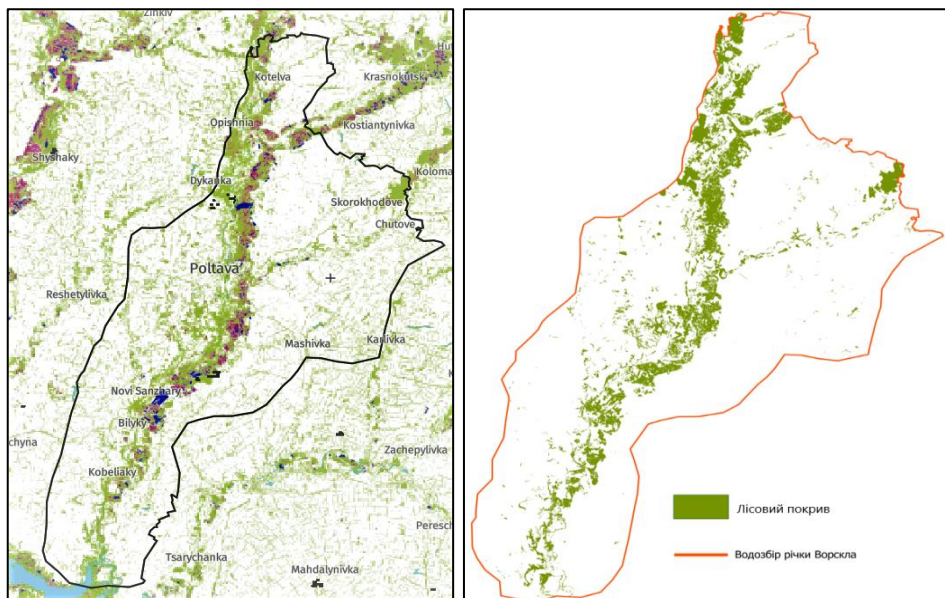 Zinkiv
Hu
Kotelva
Krasnokutsk
Opishnia
Kostiantynivka
Shyshaky
Dykanka
Koloma
Skorokhodove
Chutove
Poltava
Reshetylivka
Mashivka
Karlivka
Novi Sanzhary
Bilyky
chyna
Zachepylivka
Kobeliaky
Peresch
Tsarychanka
Mahdalynivka
Лісовий покрив
Водозбір річки Ворскла